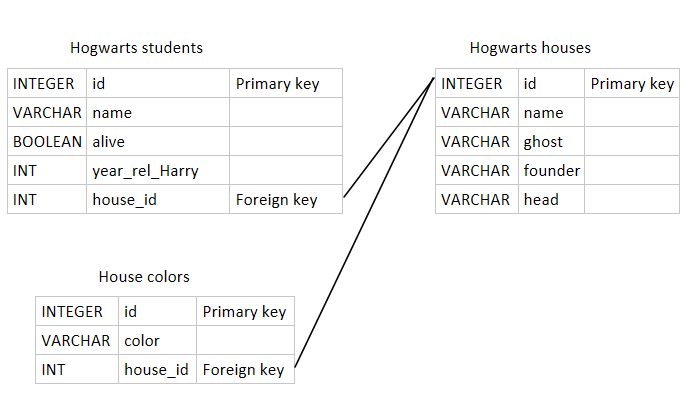 Hogwarts students
INTEGER id Primary key
VARCHAR name
BOOLEAN alive
INT year_rel_Harry
INT house_id Foreign key
Hogwarts houses
INTEGER id Primary key
VARCHAR name
VARCHAR ghost
VARCHAR founder
VARCHAR head
House colors
INTEGER id Primary key
VARCHAR color
INT house_id Foreign key